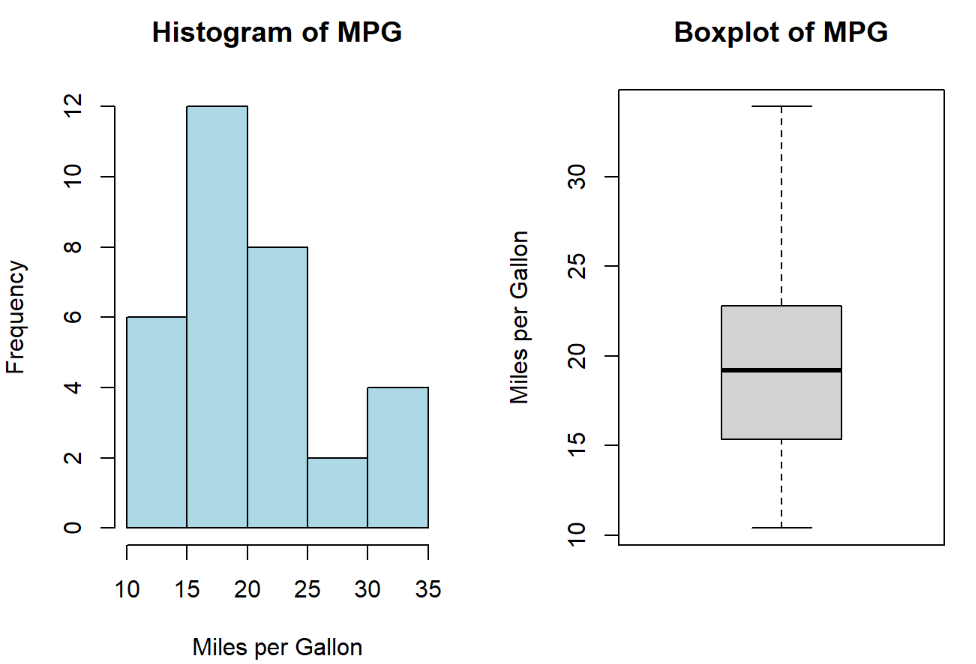 Histogram of MPG
12
10
8
6
4
2
0
Frequency
10 15 20 25 30 35
Miles per Gallon
Boxplot of MPG
30
25
20
15
10
Miles per Gallon